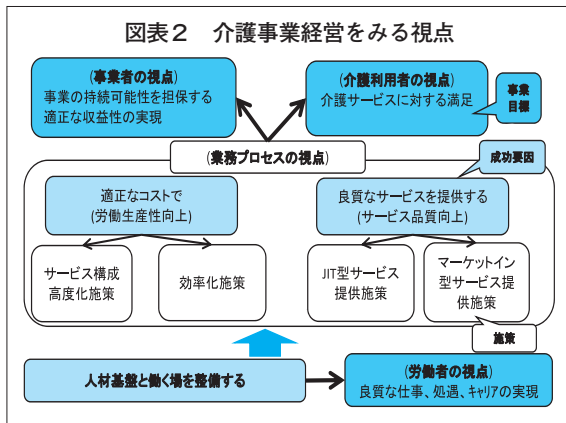 図表2 介護事業経営をみる視点
(事業者の視点)
事業の持続可能性を担保する
適正な収益性の実現
(介護利用者の視点)
介護サービスに対する満足
事業
目標
(業務プロセスの視点)
成功要因
適正なコストで
(労働生産性向上)
良質なサービスを提供する
(サービス品質向上)
サービス構成
高度化施策
効率化施策
JIT型サービス
提供施策
マーケットイン
型サービス提
供施策
施策
人材基盤と働く場を整備する
(労働者の視点)
良質な仕事、処遇、キャリアの実現